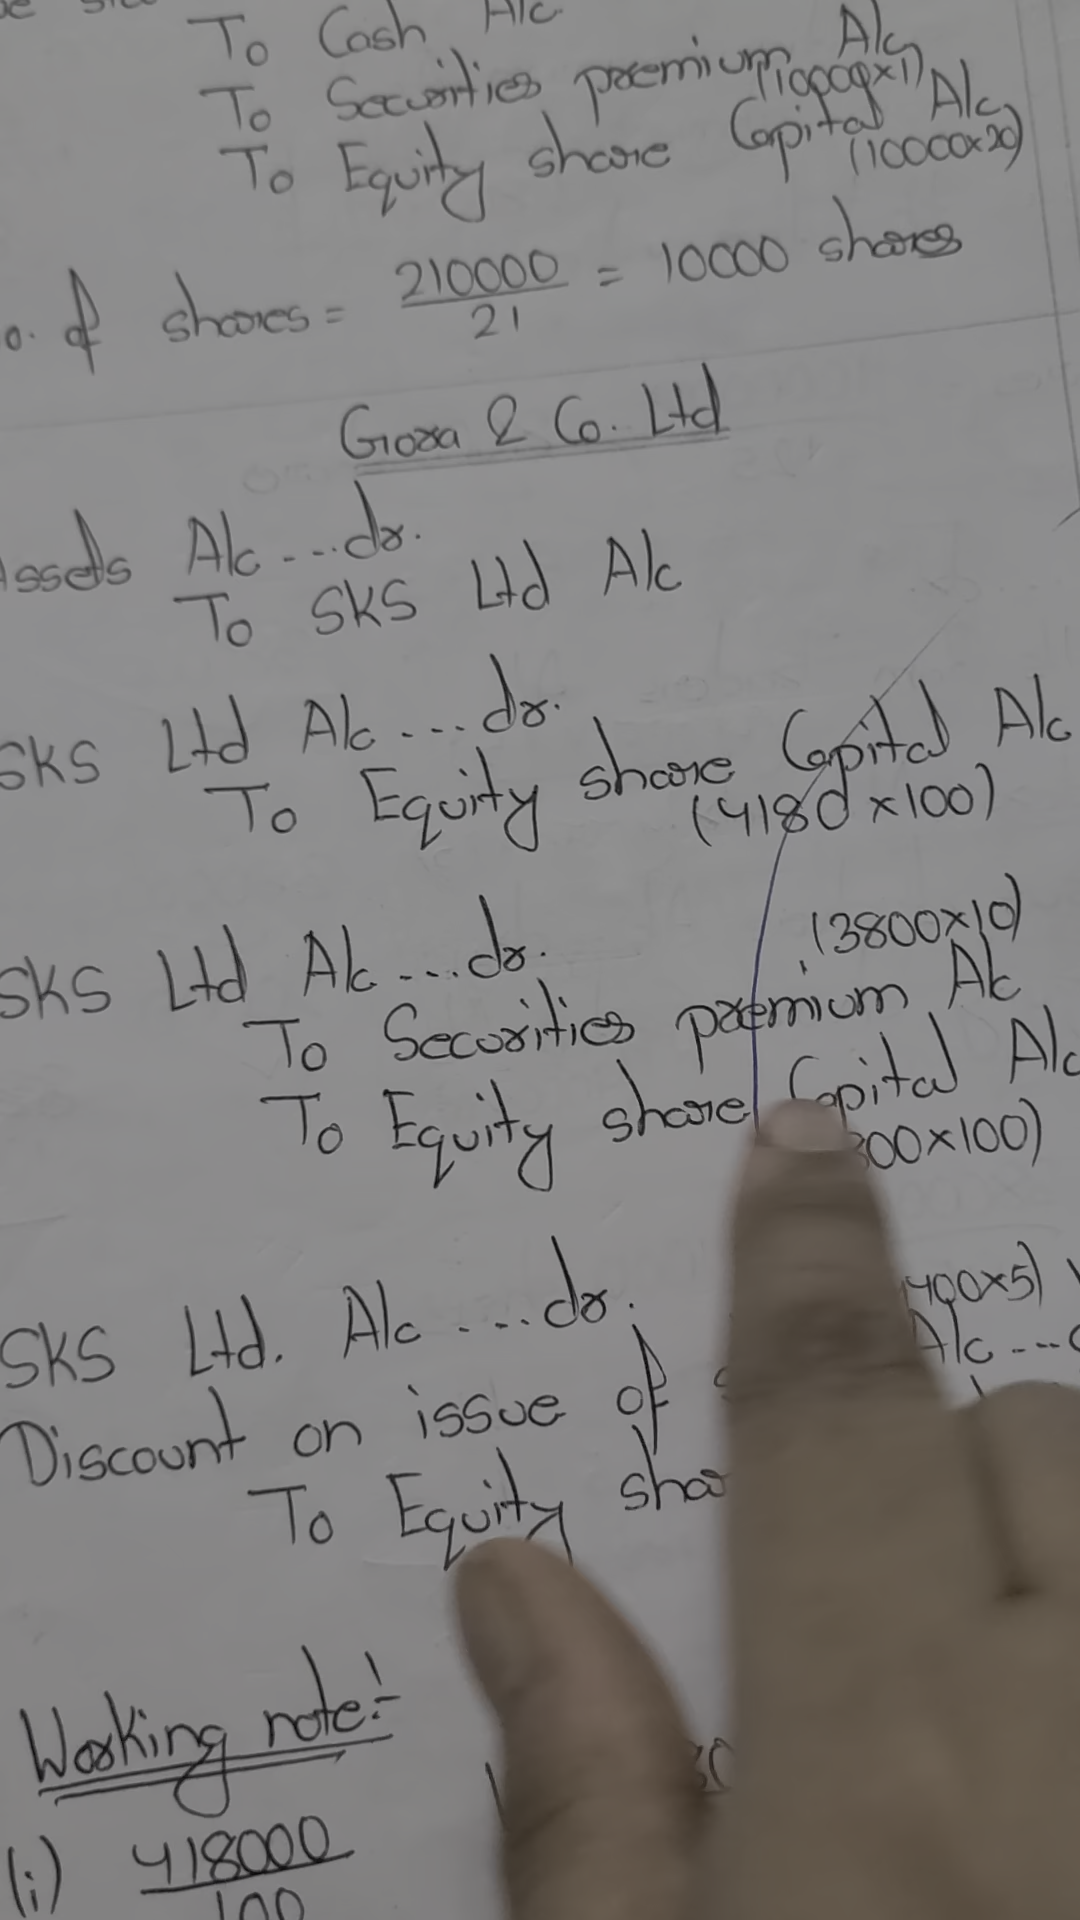 To Cash A/c
To Securities premium A/c
(10000×1)
To Equity share Capital A/c
(10000×20)
o. of shares = 210000/21 = 10000 shares
Gora & Co. Ltd
Assets A/c ... dr.
To SKS Ltd A/c
SKS Ltd A/c ... dr.
To Equity share Capital A/c
(4180 × 100)
SKS Ltd A/c ... dr.
(3800×10)
To Securities premium A/c
To Equity share Capital A/c
00×100)
SKS Ltd. A/c ... dr.
400×5)
Discount on issue of A/c ...
To Equity
Working note:-
(i) 418000/100